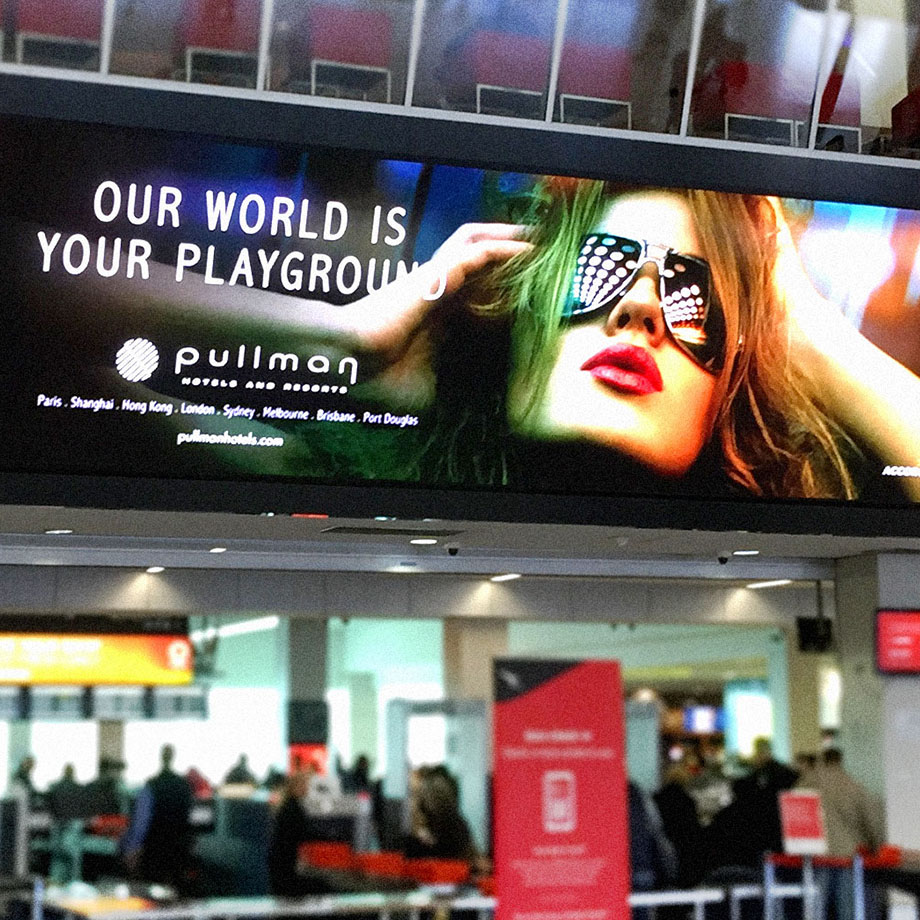 OUR WORLD IS
YOUR PLAYGROUND
pullman
HOTELS AND RESORTS
Paris . Shanghai . Hong Kong . London . Sydney . Melbourne . Brisbane . Port Douglas
pullmanhotels.com